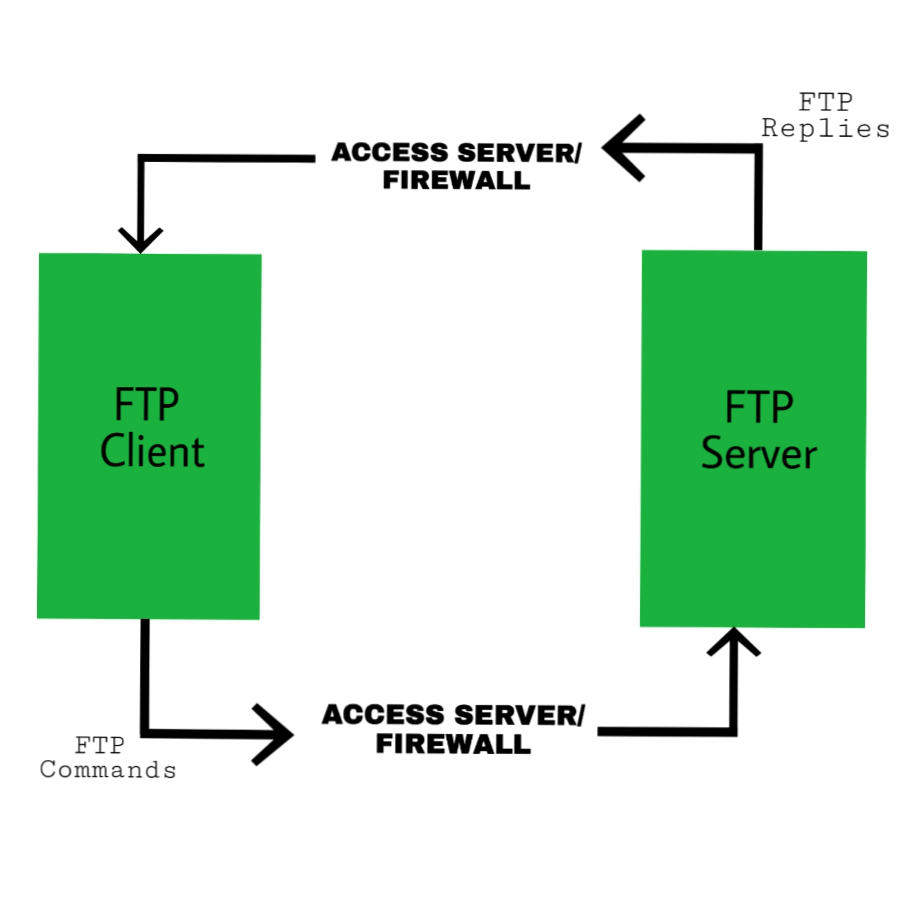 FTP
Replies
ACCESS SERVER/
FIREWALL
FTP
Client
FTP
Server
ACCESS SERVER/
FIREWALL
FTP
Commands